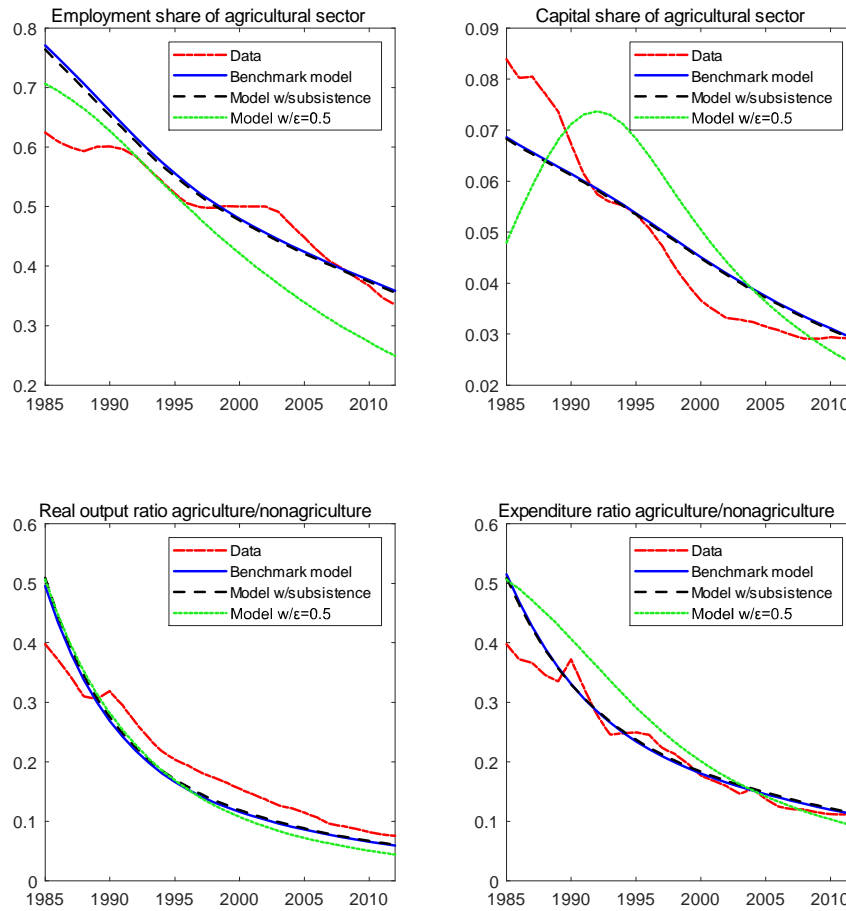 Employment share of agricultural sector
0.8
0.7
0.6
0.5
0.4
0.3
0.2
1985 1990 1995 2000 2005 2010
Data
Benchmark model
Model w/subsistence
Model w/ε=0.5
Capital share of agricultural sector
0.09
0.08
0.07
0.06
0.05
0.04
0.03
0.02
1985 1990 1995 2000 2005 2010
Data
Benchmark model
Model w/subsistence
Model w/ε=0.5
Real output ratio agriculture/nonagriculture
0.6
0.5
0.4
0.3
0.2
0.1
0
1985 1990 1995 2000 2005 2010
Data
Benchmark model
Model w/subsistence
Model w/ε=0.5
Expenditure ratio agriculture/nonagriculture
0.6
0.5
0.4
0.3
0.2
0.1
0
1985 1990 1995 2000 2005 2010
Data
Benchmark model
Model w/subsistence
Model w/ε=0.5